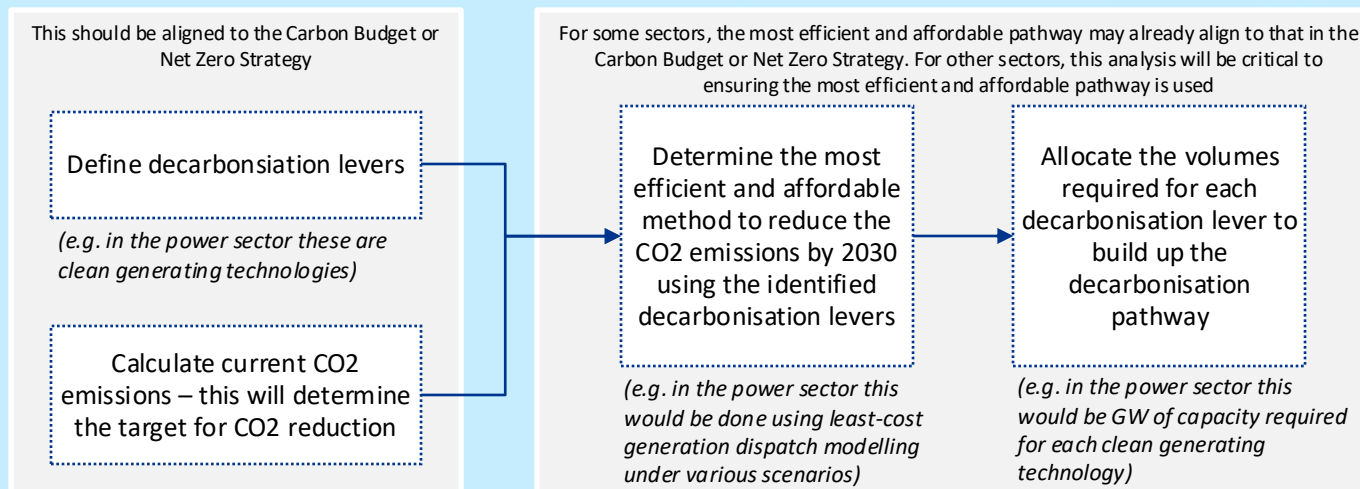 This should be aligned to the Carbon Budget or
Net Zero Strategy
Define decarbonsiation levers
(e.g. in the power sector these are
clean generating technologies)
Calculate current CO2
emissions – this will determine
the target for CO2 reduction
For some sectors, the most efficient and affordable pathway may already align to that in the
Carbon Budget or Net Zero Strategy. For other sectors, this analysis will be critical to
ensuring the most efficient and affordable pathway is used
Determine the most
efficient and affordable
method to reduce the
CO2 emissions by 2030
using the identified
decarbonisation levers
(e.g. in the power sector this
would be done using least-cost
generation dispatch modelling
under various scenarios)
Allocate the volumes
required for each
decarbonisation lever to
build up the
decarbonisation
pathway
(e.g. in the power sector this
would be GW of capacity required
for each clean generating
technology)